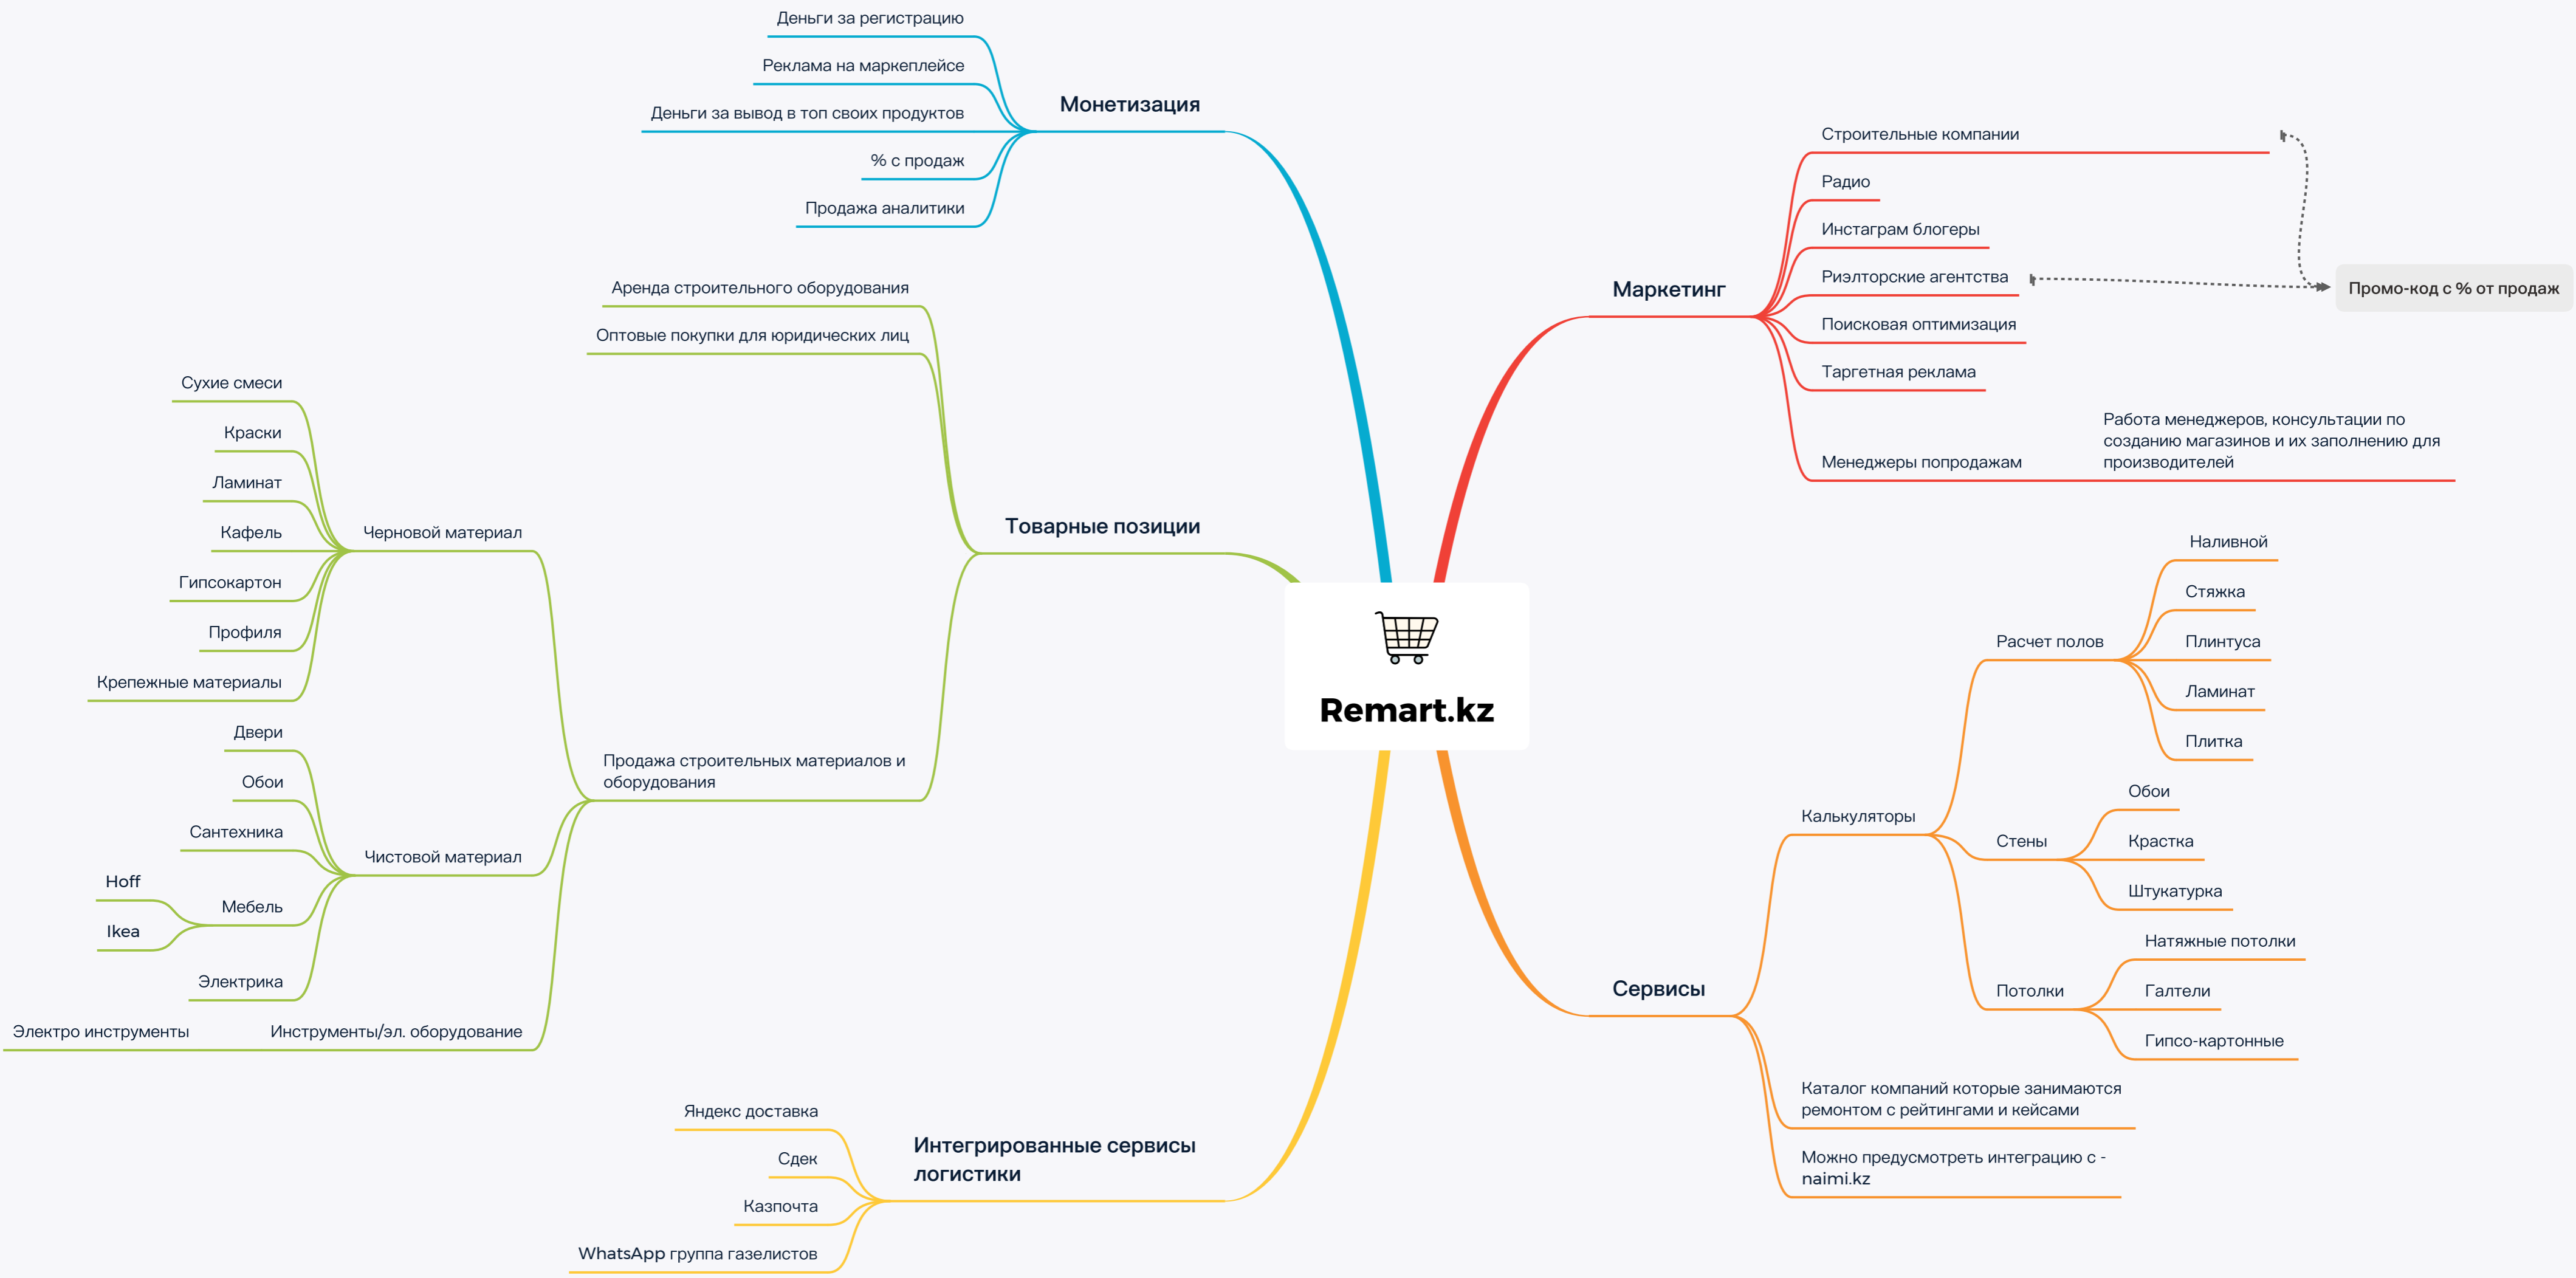 Remart.kz
Монетизация
Деньги за регистрацию
Реклама на маркеплейсе
Деньги за вывод в топ своих продуктов
% с продаж
Продажа аналитики
Товарные позиции
Аренда строительного оборудования
Оптовые покупки для юридических лиц
Продажа строительных материалов и
оборудования
Черновой материал
Сухие смеси
Краски
Ламинат
Кафель
Гипсокартон
Профиля
Крепежные материалы
Чистовой материал
Двери
Обои
Сантехника
Мебель
Hoff
Ikea
Электрика
Инструменты/эл. оборудование
Электро инструменты
Интегрированные сервисы
логистики
Яндекс доставка
Сдек
Казпочта
WhatsApp группа газелистов
Маркетинг
Строительные компании
Радио
Инстаграм блогеры
Риэлторские агентства
Промо-код с % от продаж
Поисковая оптимизация
Таргетная реклама
Менеджеры попродажам
Работа менеджеров, консультации по
созданию магазинов и их заполнению для
производителей
Сервисы
Калькуляторы
Расчет полов
Наливной
Стяжка
Плинтуса
Ламинат
Плитка
Стены
Обои
Крастка
Штукатурка
Потолки
Натяжные потолки
Галтели
Гипсо-картонные
Каталог компаний которые занимаются
ремонтом с рейтингами и кейсами
Можно предусмотреть интеграцию с -
naimi.kz